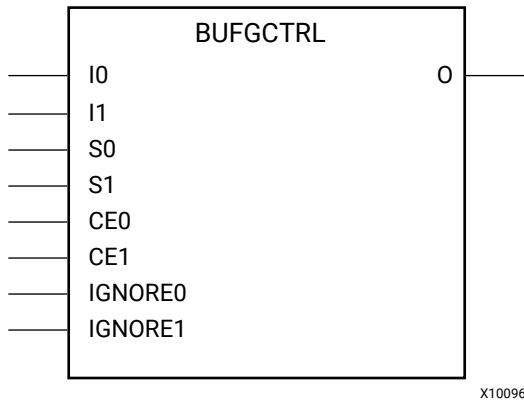 BUFGCTRL
I0 O
I1
S0
S1
CE0
CE1
IGNORE0
IGNORE1
X10096